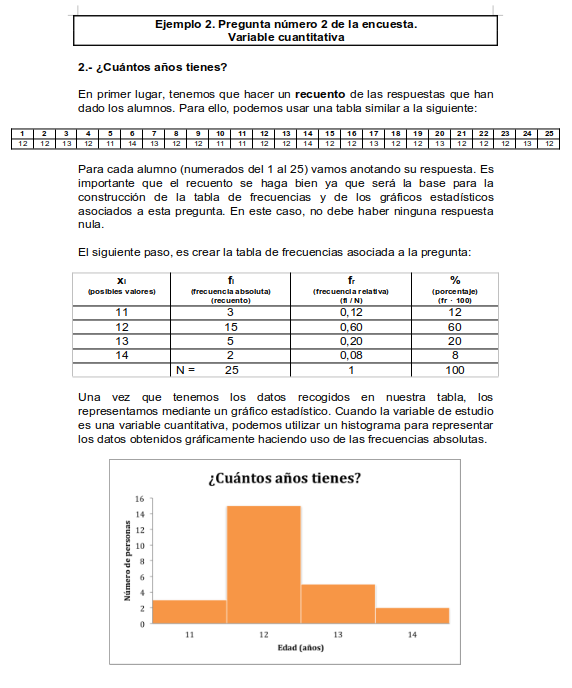 Ejemplo 2. Pregunta número 2 de la encuesta.
Variable cuantitativa
2.- ¿Cuántos años tienes?
En primer lugar, tenemos que hacer un recuento de las respuestas que han
dado los alumnos. Para ello, podemos usar una tabla similar a la siguiente:
1 2 3 4 5 6 7 8 9 10 11 12 13 14 15 16 17 18 19 20 21 22 23 24 25
12 12 13 12 11 14 13 12 12 11 11 12 12 14 12 12 13 12 12 13 12 12 12 13 12
Para cada alumno (numerados del 1 al 25) vamos anotando su respuesta. Es
importante que el recuento se haga bien ya que será la base para la
construcción de la tabla de frecuencias y de los gráficos estadísticos
asociados a esta pregunta. En este caso, no debe haber ninguna respuesta
nula.
El siguiente paso, es crear la tabla de frecuencias asociada a la pregunta:
xi fi fr %
(posibles valores) (frecuencia absoluta) (frecuencia relativa) (porcentaje)
(recuento) (fi / N) (fr · 100)
11 3 0,12 12
12 15 0,60 60
13 5 0,20 20
14 2 0,08 8
N = 25 1 100
Una vez que tenemos los datos recogidos en nuestra tabla, los
representamos mediante un gráfico estadístico. Cuando la variable de estudio
es una variable cuantitativa, podemos utilizar un histograma para representar
los datos obtenidos gráficamente haciendo uso de las frecuencias absolutas.
¿Cuántos años tienes?
Número de personas
16
14
12
10
8
6
4
2
0
11 12 13 14
Edad (años)